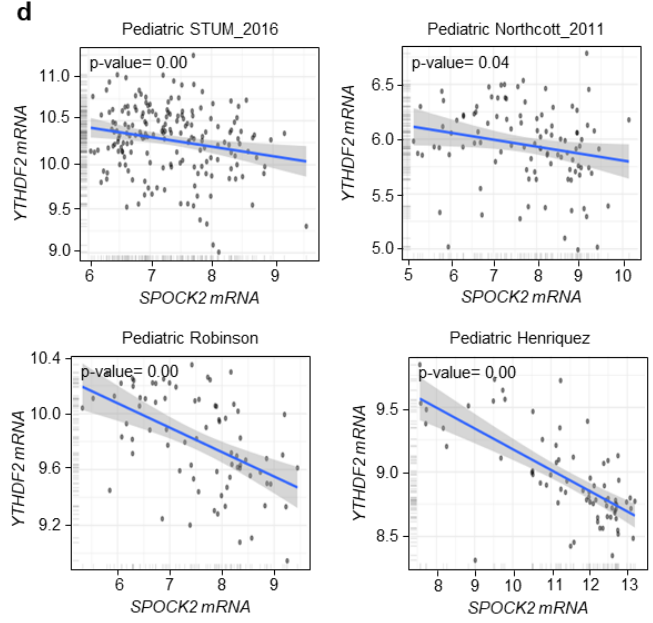 d
Pediatric STUM_2016
p-value= 0.00
11.0
10.5
10.0
9.5
9.0
YTHDF2 mRNA
6 7 8 9
SPOCK2 mRNA
Pediatric Northcott_2011
p-value= 0.04
6.5
6.0
5.5
5.0
YTHDF2 mRNA
5 6 7 8 9 10
SPOCK2 mRNA
Pediatric Robinson
p-value= 0.00
10.4
10.0
9.6
9.2
YTHDF2 mRNA
6 7 8 9
SPOCK2 mRNA
Pediatric Henriquez
p-value= 0.00
9.5
9.0
8.5
YTHDF2 mRNA
8 9 10 11 12 13
SPOCK2 mRNA